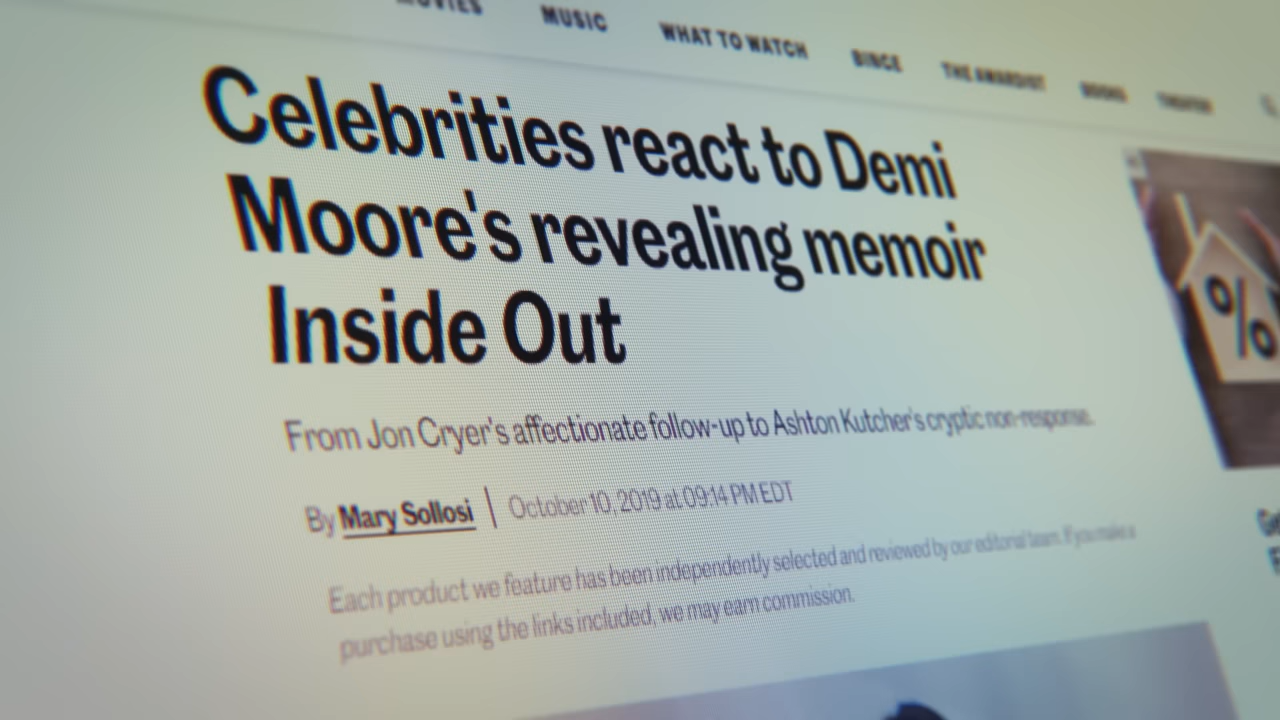 MOVIES MUSIC WHAT TO WATCH BINGE THE AWARDIST BOOKS THEATER
Celebrities react to Demi
Moore's revealing memoir
Inside Out
From Jon Cryer's affectionate follow-up to Ashton Kutcher's cryptic non-response.
By Mary Sollosi | October 10, 2019 at 09:14 PM EDT
Each product we feature has been independently selected and reviewed by our editorial team. If you make a
purchase using the links included, we may earn commission.
%